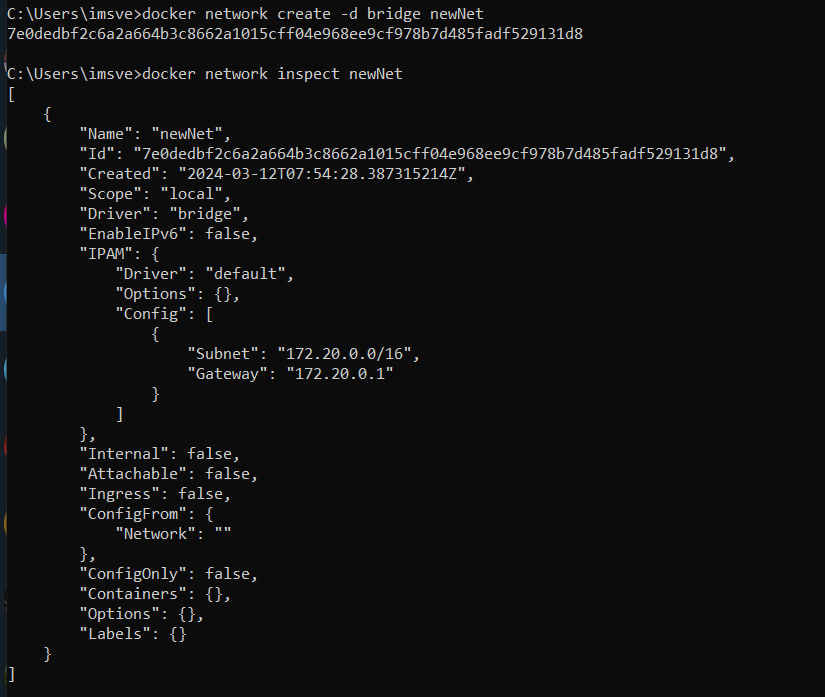 C:\Users\imsve>docker network create -d bridge newNet
7e0dedbf2c6a2a664b3c8662a1015cff04e968ee9cf978b7d485fadf529131d8
C:\Users\imsve>docker network inspect newNet
[
    {
        "Name": "newNet",
        "Id": "7e0dedbf2c6a2a664b3c8662a1015cff04e968ee9cf978b7d485fadf529131d8",
        "Created": "2024-03-12T07:54:28.387315214Z",
        "Scope": "local",
        "Driver": "bridge",
        "EnableIPv6": false,
        "IPAM": {
            "Driver": "default",
            "Options": {},
            "Config": [
                {
                    "Subnet": "172.20.0.0/16",
                    "Gateway": "172.20.0.1"
                }
            ]
        },
        "Internal": false,
        "Attachable": false,
        "Ingress": false,
        "ConfigFrom": {
            "Network": ""
        },
        "ConfigOnly": false,
        "Containers": {},
        "Options": {},
        "Labels": {}
    }
]